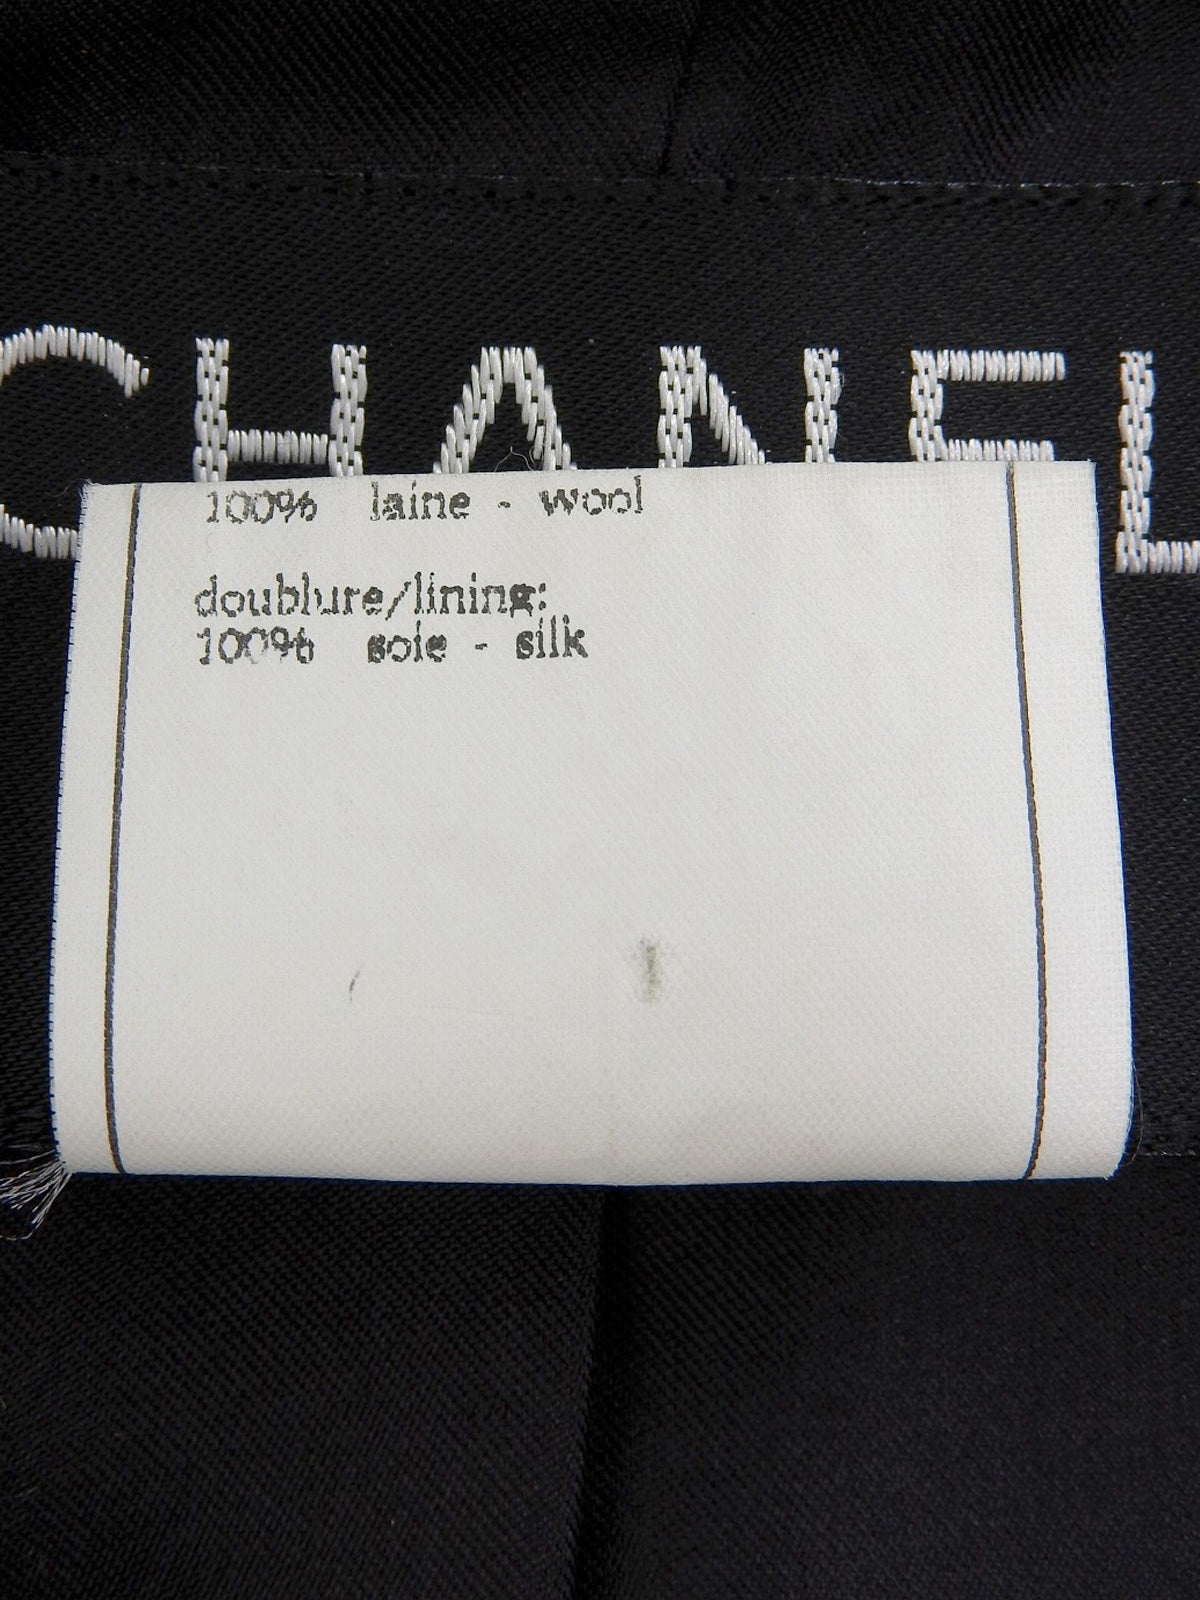 CHANEL
100% laine - wool
doublure/lining:
100% soie - silk